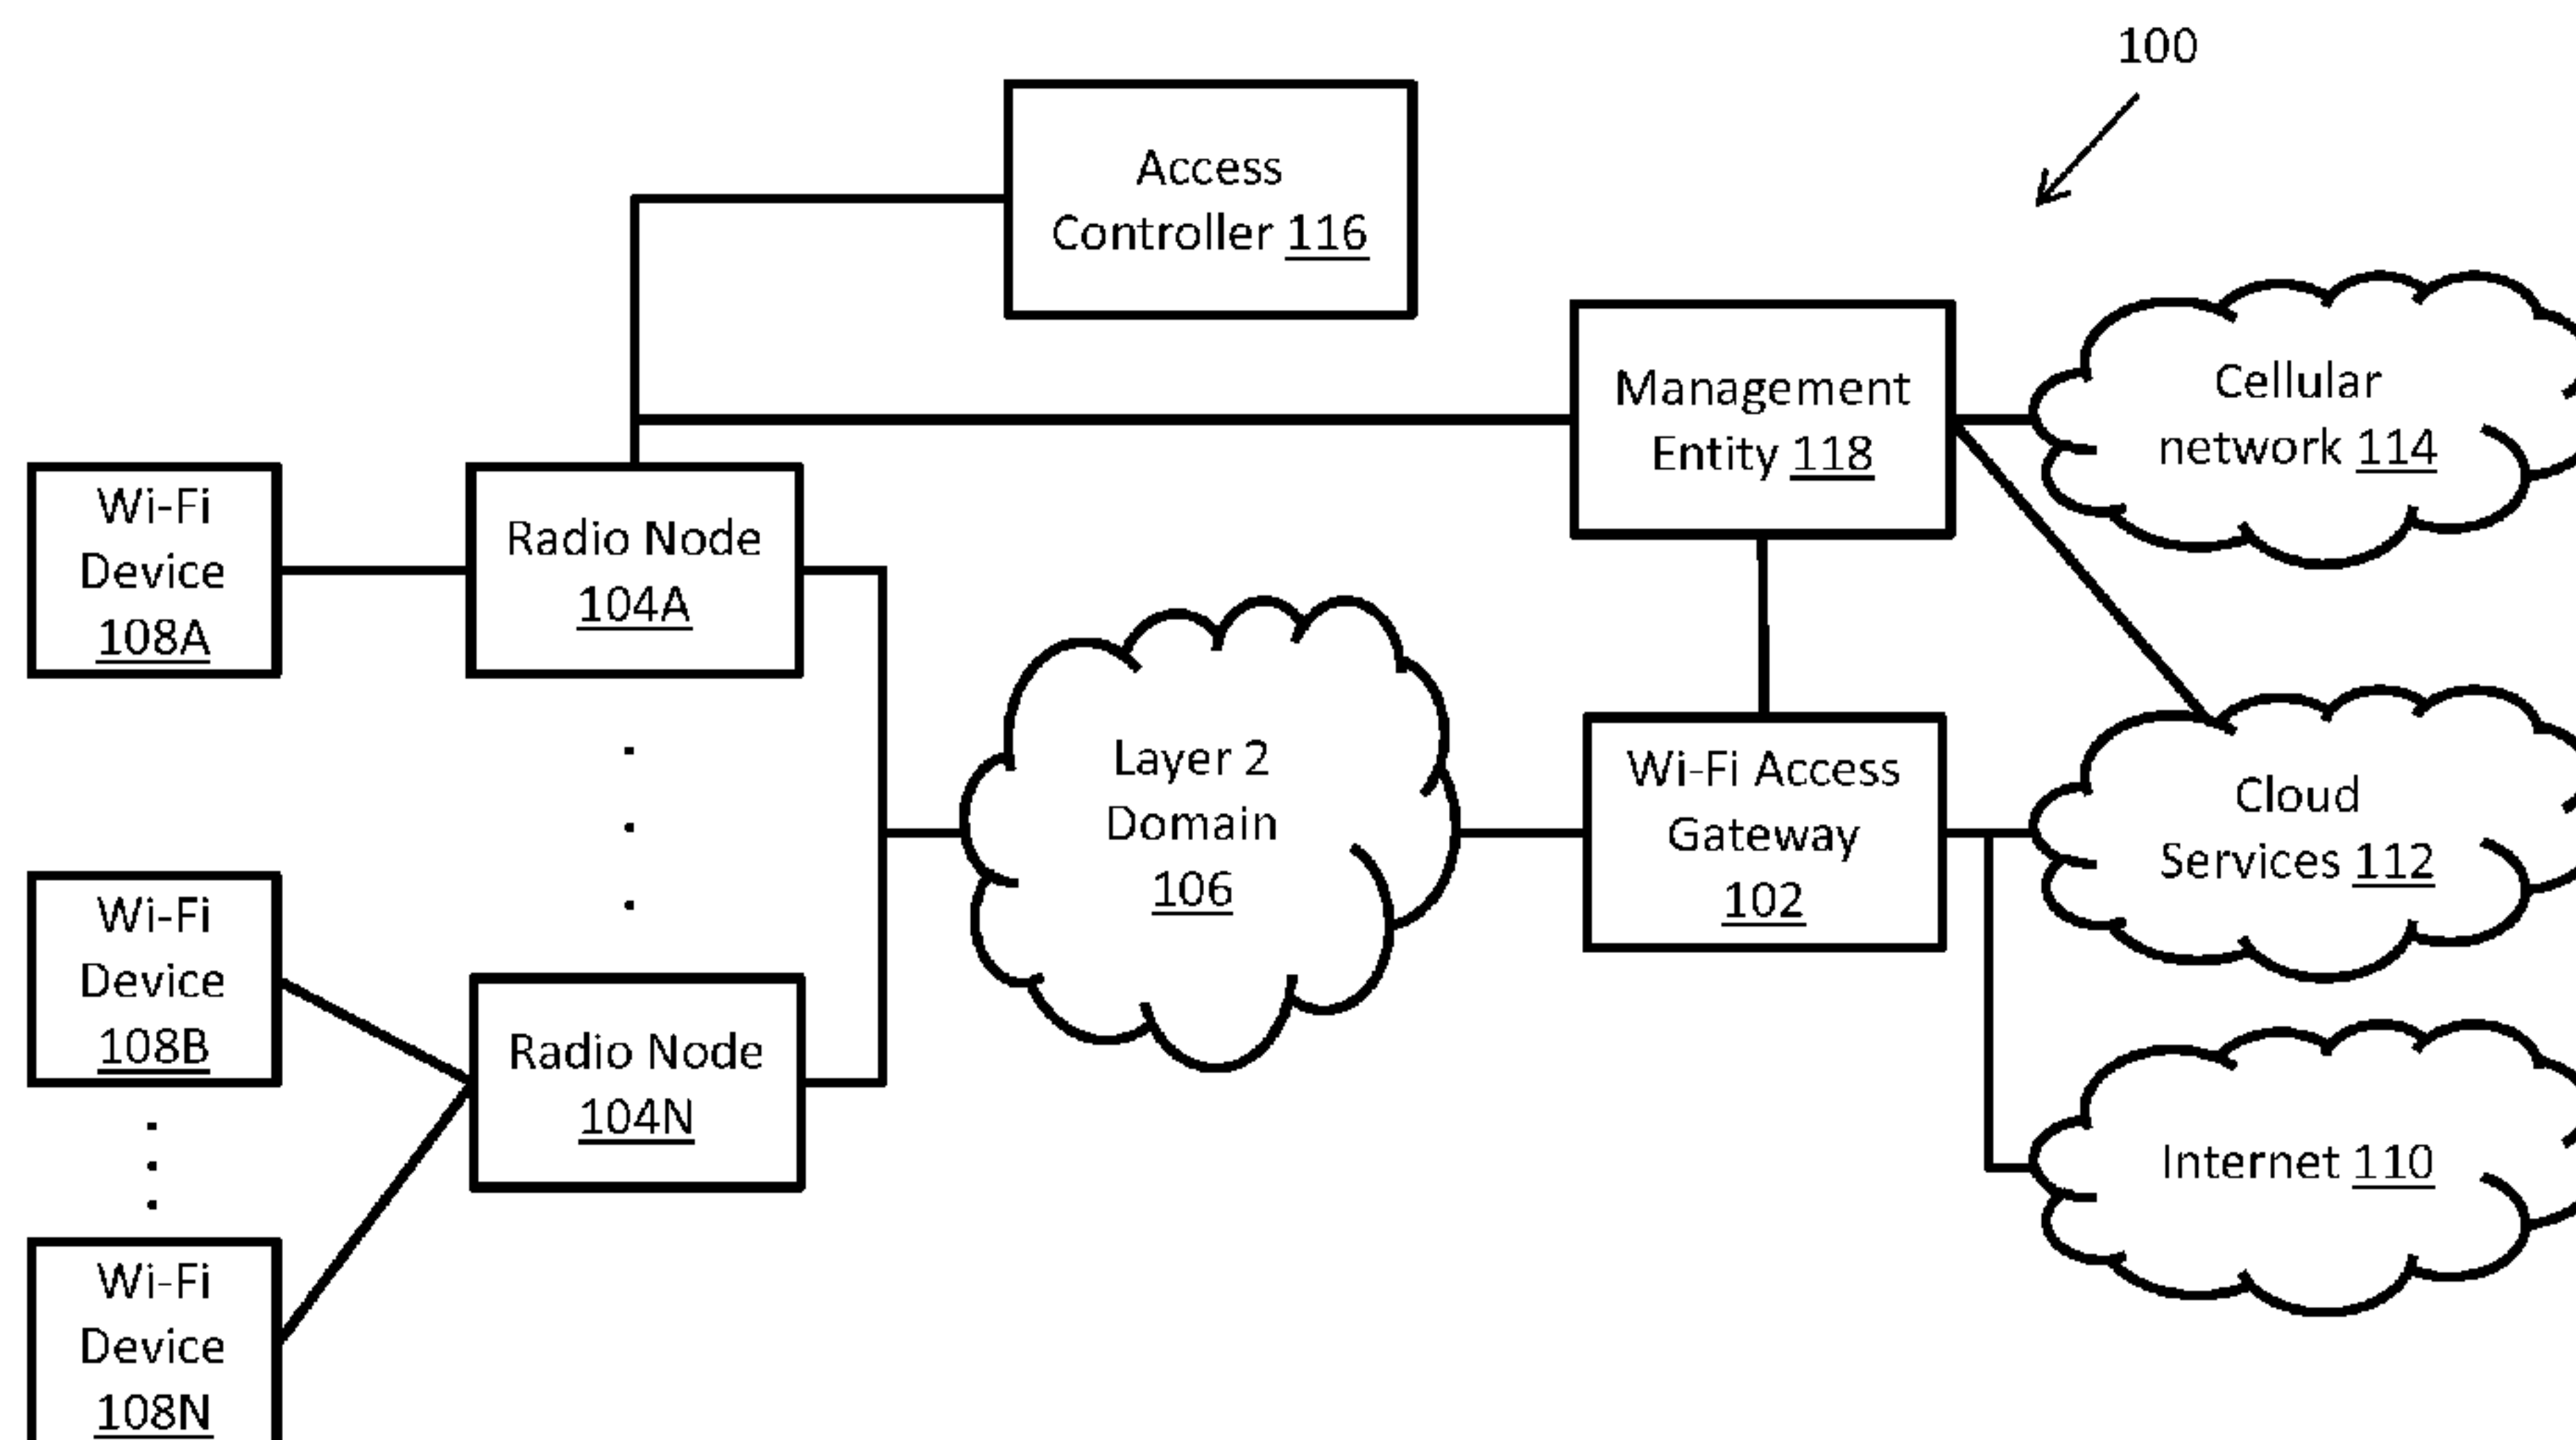 100
Access
Controller 116
Management
Entity 118
Cellular
network 114
Wi-Fi
Device
108A
Radio Node
104A
Layer 2
Domain
106
Wi-Fi Access
Gateway
102
Cloud
Services 112
Wi-Fi
Device
108B
Radio Node
104N
Internet 110
Wi-Fi
Device
108N